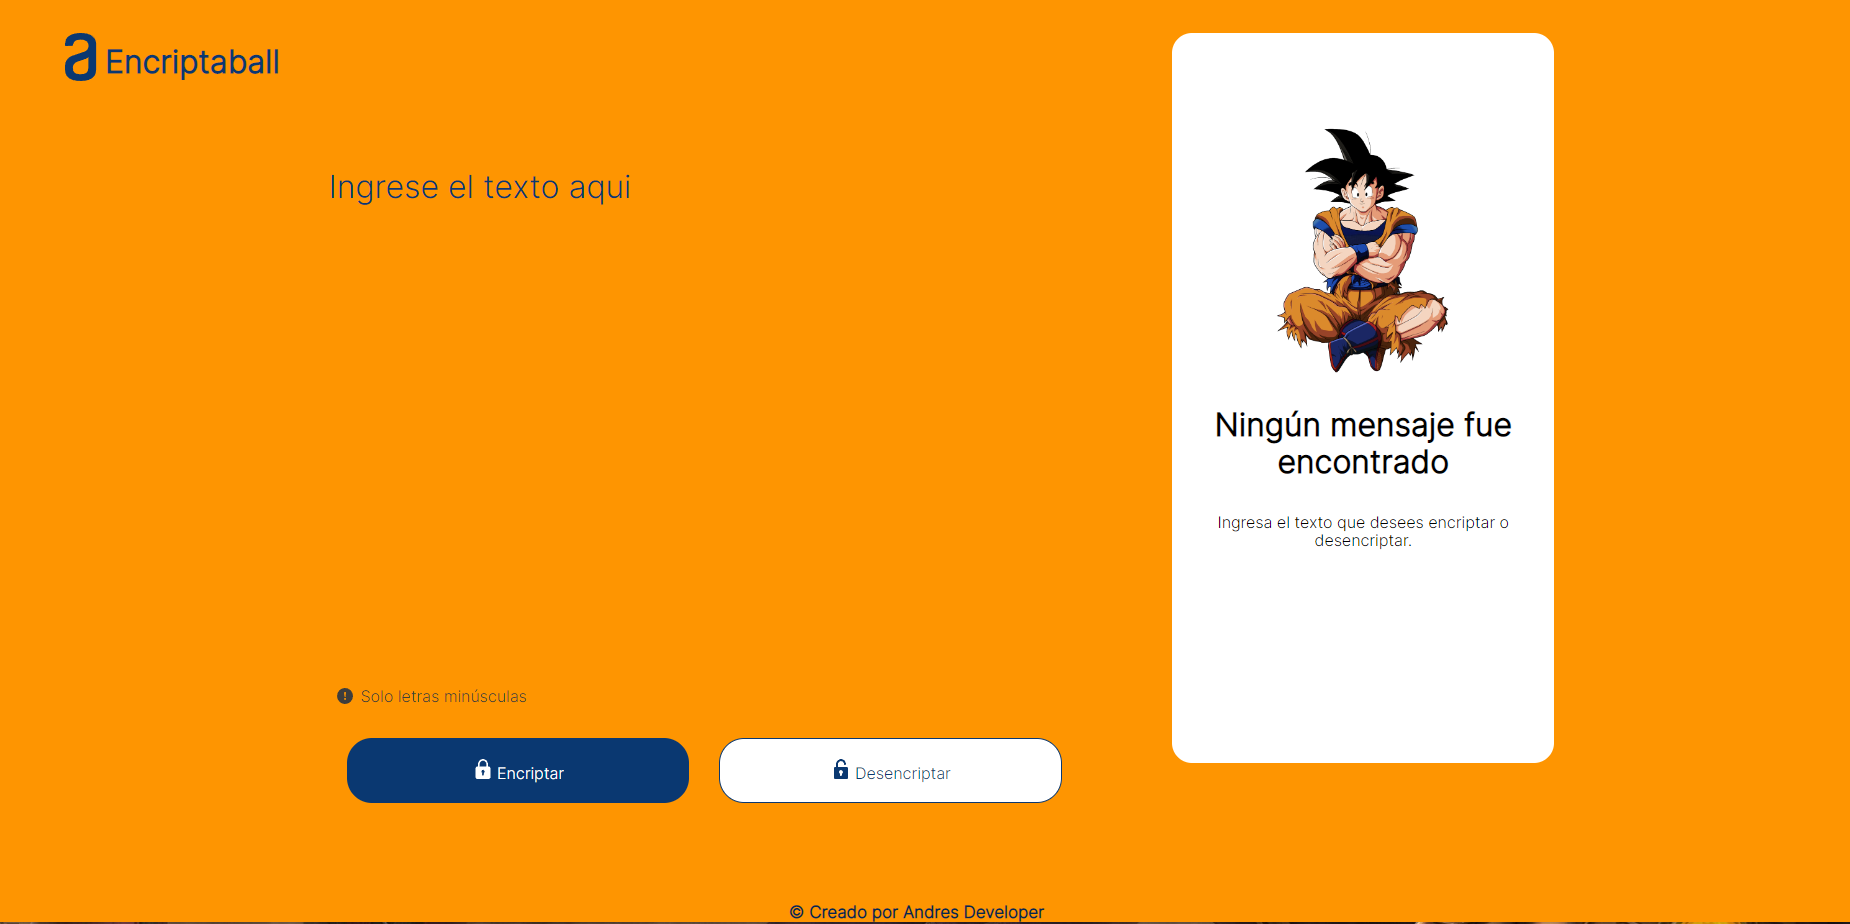 a Encriptaball
Ingrese el texto aqui
Ningún mensaje fue
encontrado
Ingresa el texto que desees encriptar o
desencriptar.
Solo letras minúsculas
Encriptar
Desencriptar
© Creado por Andres Developer